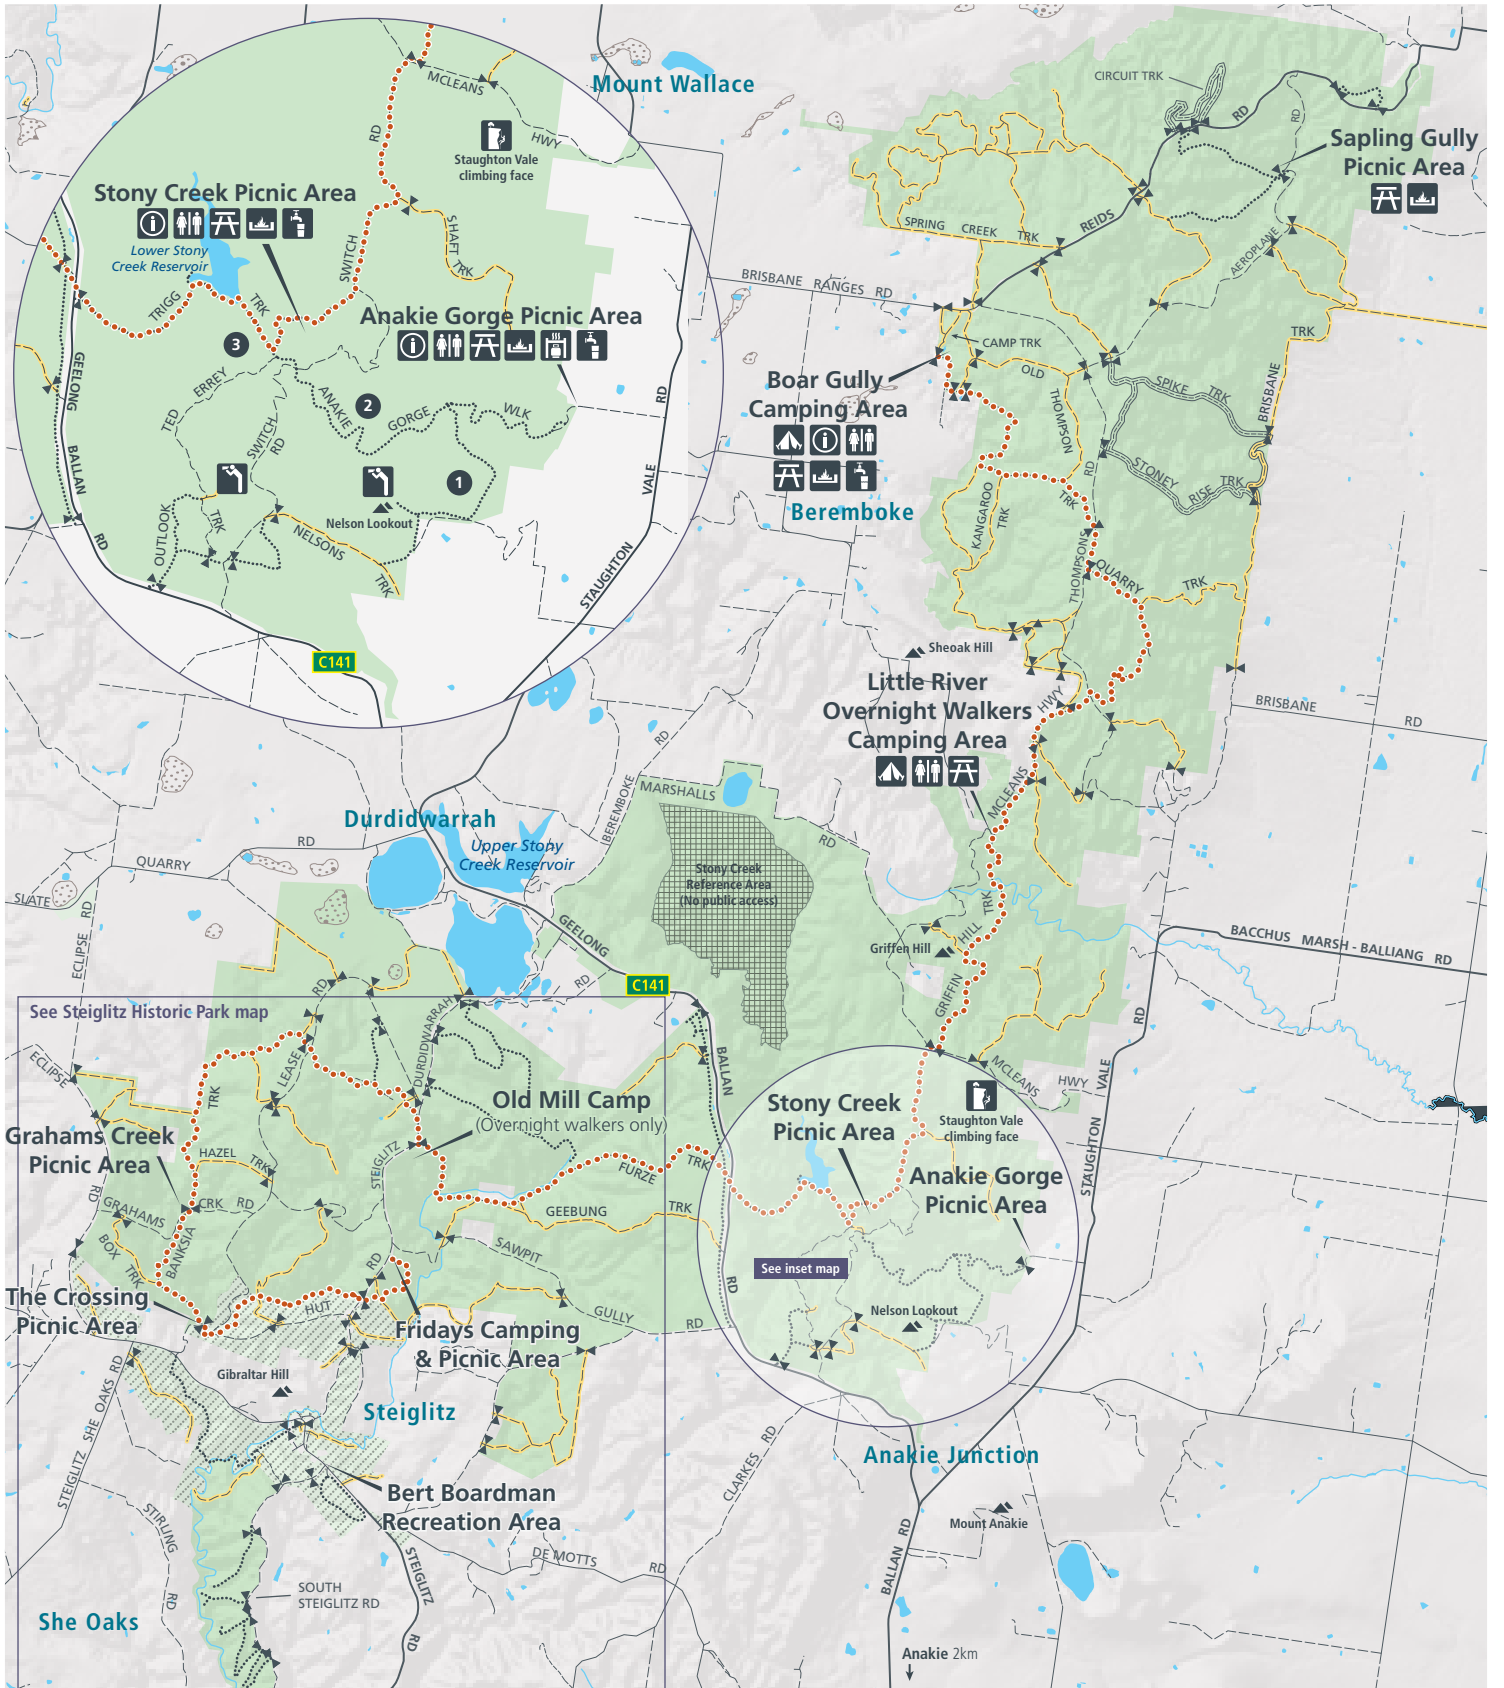 Mount Wallace
CIRCUIT TRK
RD
RD
Sapling Gully
Picnic Area
MCLEANS
HWY
RD
Staughton Vale
climbing face
Stony Creek Picnic Area
Lower Stony
Creek Reservoir
SHAFT
TRK
SWITCH
TRIGG
TRK
Anakie Gorge Picnic Area
3
2
1
GEELONG
BALLAN
RD
TED
ERREY
TRK
SWITCH
RD
ANAKIE
GORGE
WLK
Nelson Lookout
OUTLOOK
NELSONS
TRK
STAUGHTON
VALE
RD
C141
SPRING CREEK TRK
REIDS
AEROPLANE
BRISBANE RANGES RD
CAMP TRK
OLD
THOMPSON
RD
TRK
TRK
BRISBANE
SPIKE TRK
STONEY
RISE
TRK
Boar Gully
Camping Area
Beremboke
KANGAROO
TRK
THOMPSONS
QUARRY
TRK
Sheoak Hill
Little River
Overnight Walkers
Camping Area
HWY
MCLEANS
BRISBANE RD
RD
BEREMBOKE
MARSHALLS
RD
Durdidwarrah
Upper Stony
Creek Reservoir
Stony Creek
Reference Area
(No public access)
RD
QUARRY
SLATE
ECLIPSE RD
GEELONG
RD
C141
Griffen Hill
GRIFFIN
HILL
TRK
BACCHUS MARSH - BALLIANG RD
RD
VALE
STAUGHTON
See Steiglitz Historic Park map
ECLIPSE
RD
RD
LEASE
TRK
DURDIDWARRAH
BALLAN
RD
MCLEANS
HWY
Staughton Vale
climbing face
Old Mill Camp
(Overnight walkers only)
Stony Creek
Picnic Area
Grahams Creek
Picnic Area
HAZEL
TRK
STEIGLITZ
RD
FURZE
TRK
Anakie Gorge
Picnic Area
GRAHAMS
CRK RD
GEEBUNG
TRK
BOX
TRK
BANKSIA
SAWPIT
GULLY
RD
See inset map
Nelson Lookout
The Crossing
Picnic Area
HUT
Fridays Camping
& Picnic Area
Gibraltar Hill
Steiglitz
STEIGLITZ SHE OAKS RD
CLARKES RD
Anakie Junction
Bert Boardman
Recreation Area
STIRLING
RD
Mount Anakie
BALLAN RD
DE MOTTS RD
STEIGLITZ
RD
SOUTH
STEIGLITZ RD
She Oaks
Anakie 2km